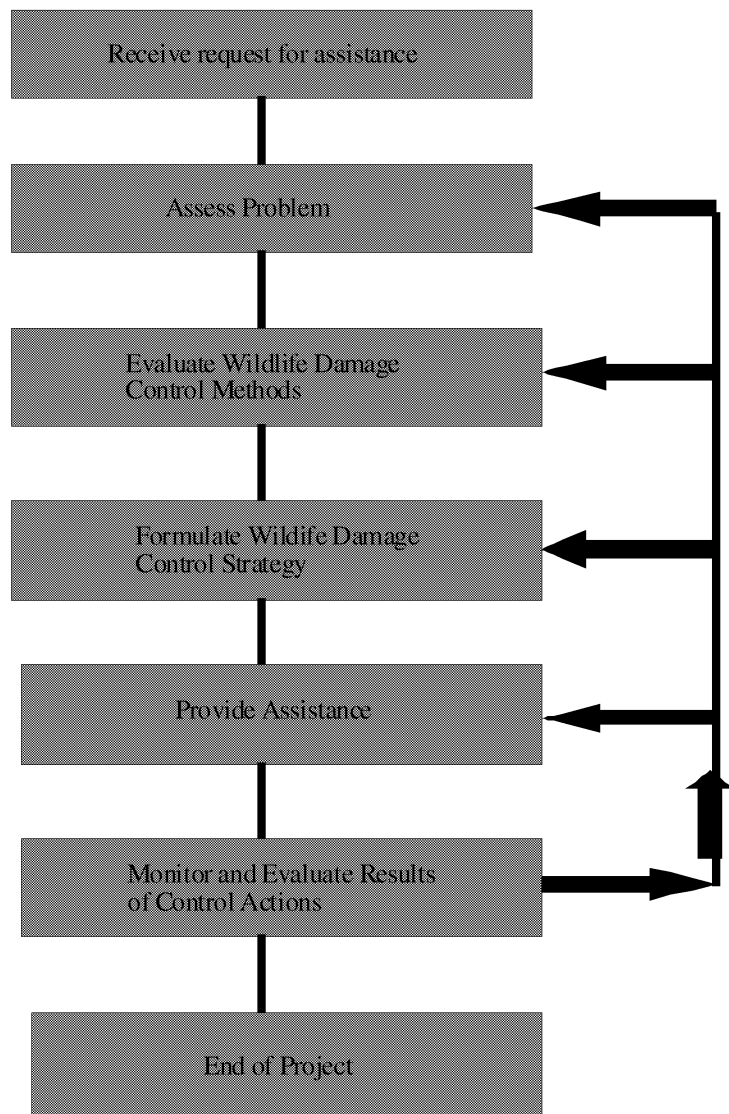 Receive request for assistance
Assess Problem
Evaluate Wildlife Damage
Control Methods
Formulate Wildife Damage
Control Strategy
Provide Assistance
Monitor and Evaluate Results
of Control Actions
End of Project